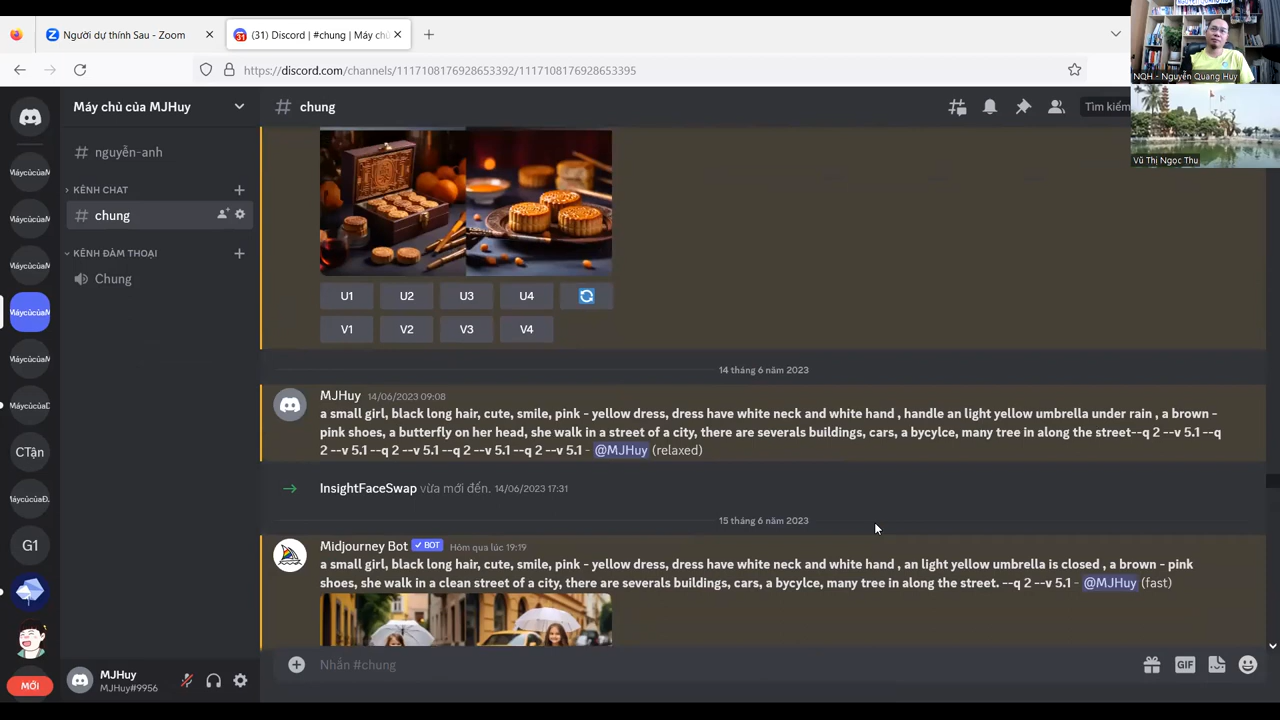 Người dự thính Sau - Zoom
(31) Discord | #chung | Máy chủ
https://discord.com/channels/1117108176928653392/1117108176928653395
NQH - Nguyễn Quang Huy
Vũ Thị Ngọc Thu
Máy chủ của MJHuy
# chung
Tìm kiếm
nguyễn-anh
KÊNH CHAT
# chung
KÊNH ĐÀM THOẠI
Chung
CTận
G1
MỚI
U1 U2 U3 U4
V1 V2 V3 V4
14 tháng 6 năm 2023
MJHuy 14/06/2023 09:08
a small girl, black long hair, cute, smile, pink - yellow dress, dress have white neck and white hand , handle an light yellow umbrella under rain , a brown -
pink shoes, a butterfly on her head, she walk in a street of a city, there are severals buildings, cars, a bycylce, many tree in along the street--q 2 --v 5.1 --q
2 --v 5.1 --q 2 --v 5.1 --q 2 --v 5.1 --q 2 --v 5.1 - @MJHuy (relaxed)
InsightFaceSwap vừa mới đến. 14/06/2023 17:31
15 tháng 6 năm 2023
Midjourney Bot ✓ BOT Hôm qua lúc 19:19
a small girl, black long hair, cute, smile, pink - yellow dress, dress have white neck and white hand , an light yellow umbrella is closed , a brown - pink
shoes, she walk in a clean street of a city, there are severals buildings, cars, a bycylce, many tree in along the street. --q 2 --v 5.1 - @MJHuy (fast)
Nhắn #chung
GIF
MJHuy
MJHuy#9956